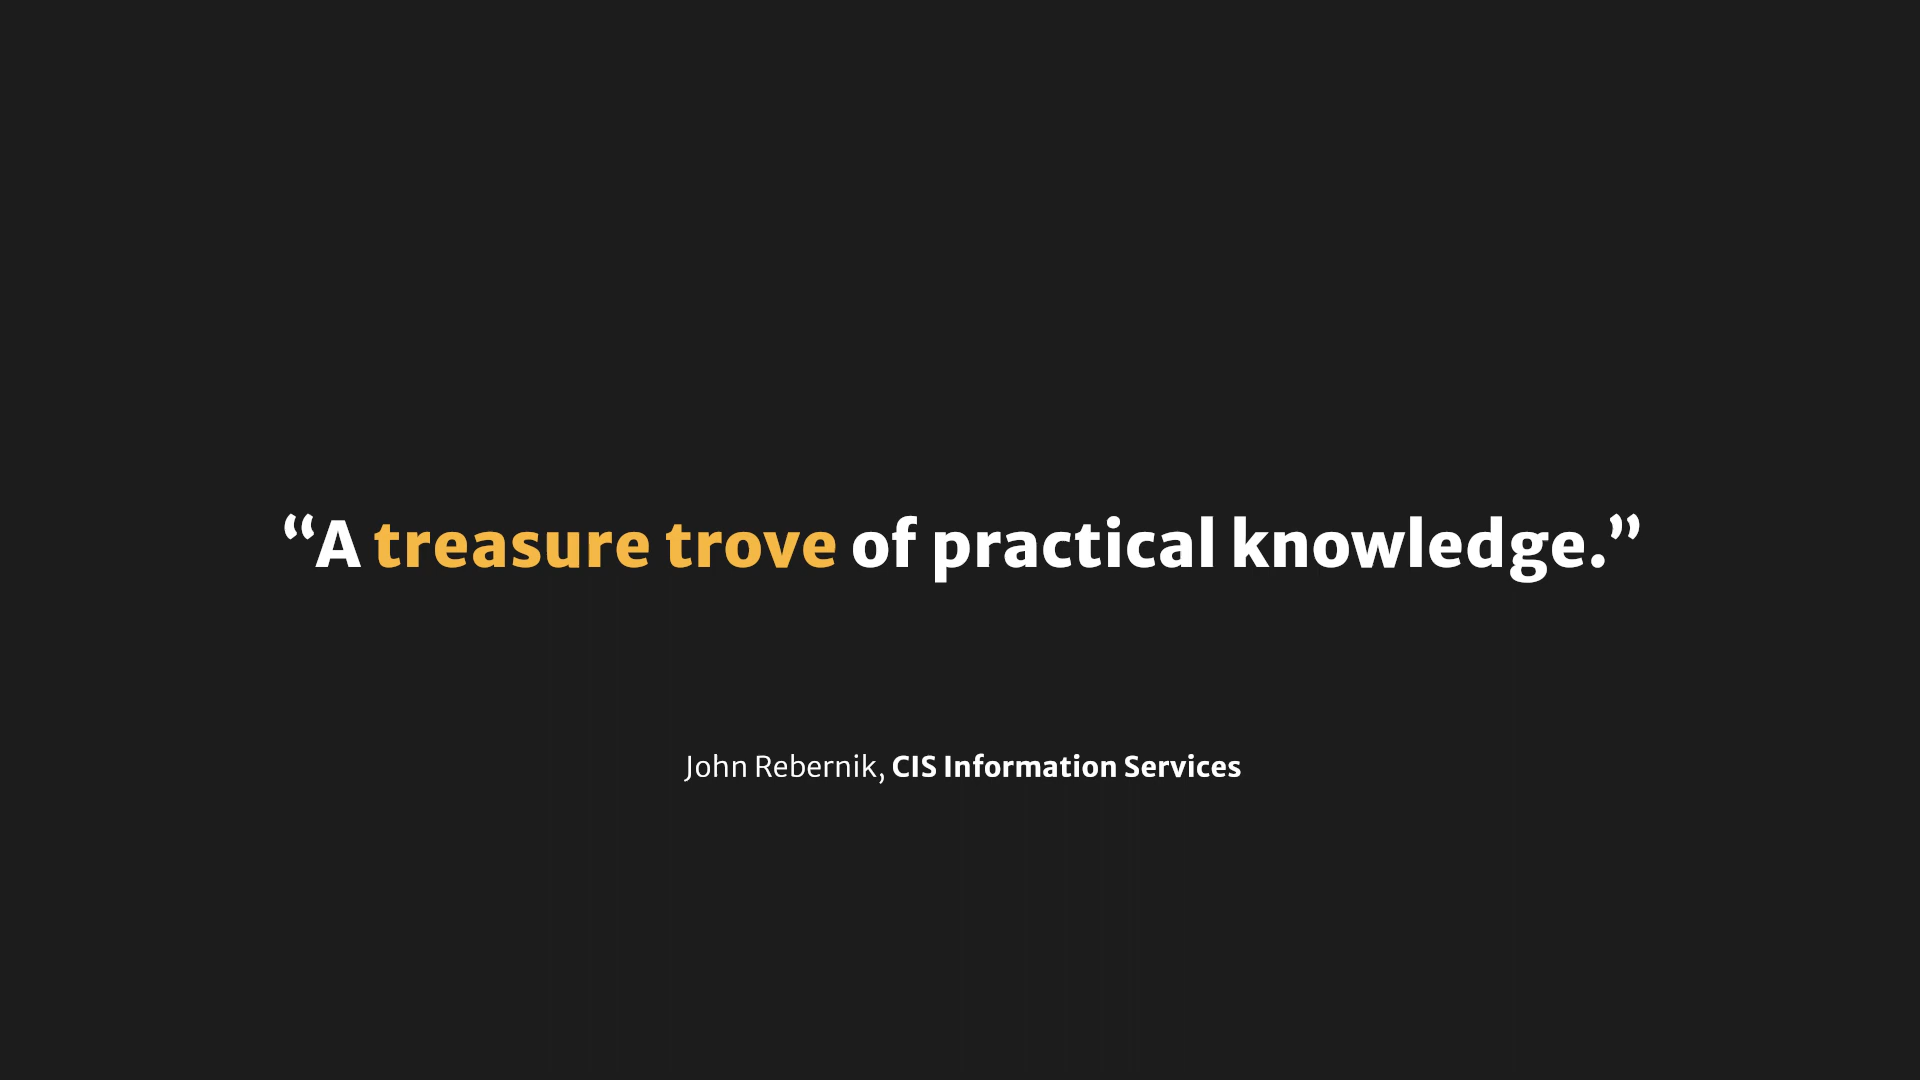 “A treasure trove of practical knowledge.”
John Rebernik, CIS Information Services